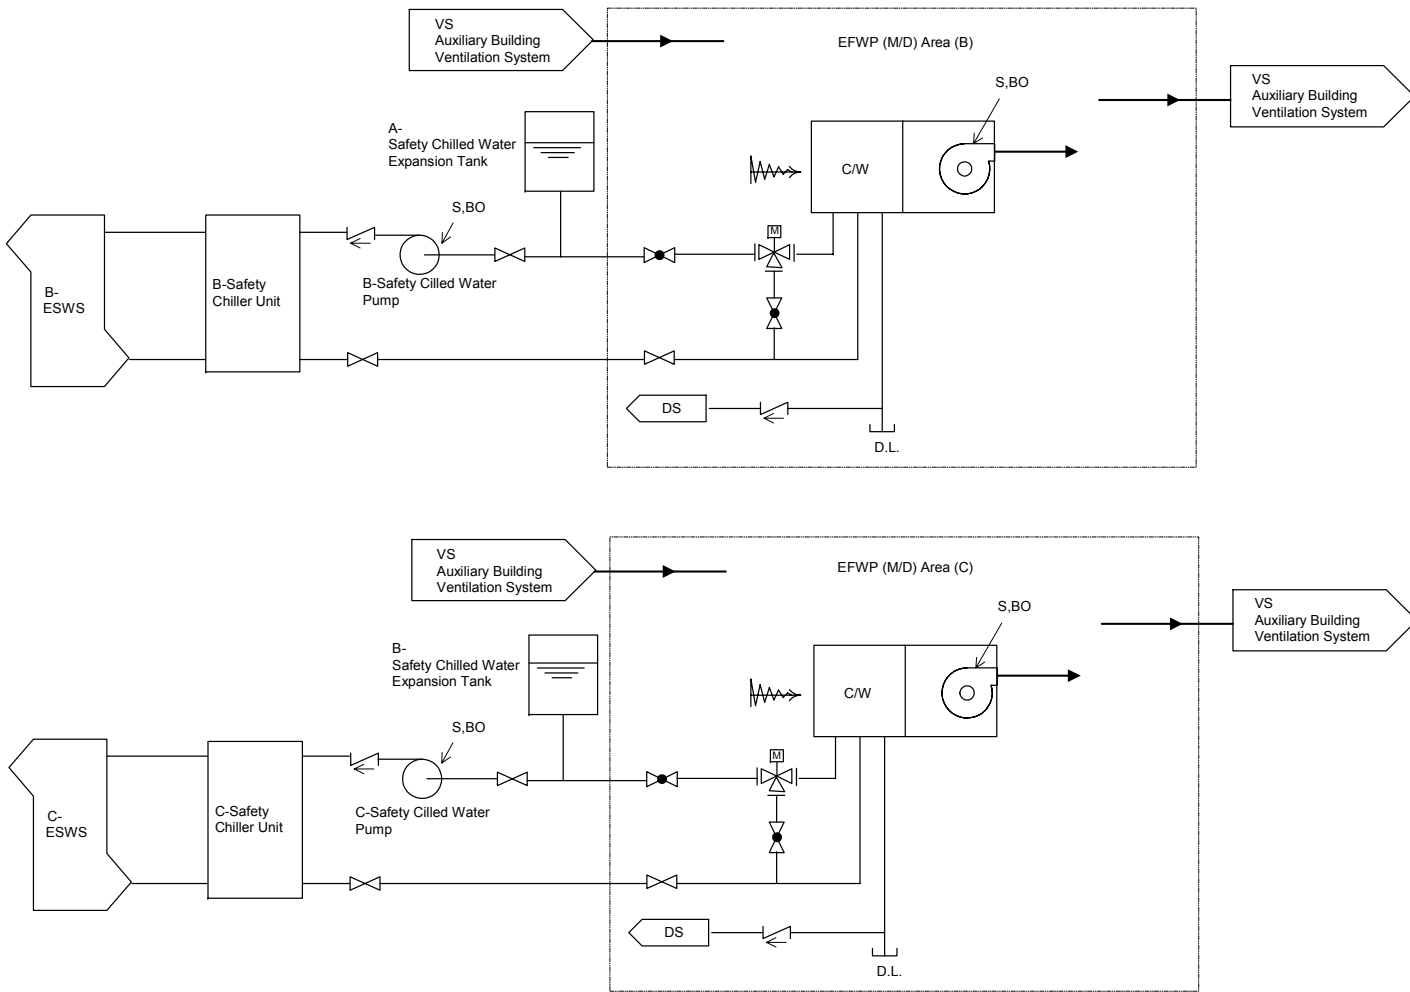 VS
Auxiliary Building
Ventilation System
EFWP (M/D) Area (B)
VS
Auxiliary Building
Ventilation System
S,BO
A-
Safety Chilled Water
Expansion Tank
C/W
S,BO
M
B-
ESWS
B-Safety
Chiller Unit
B-Safety Cilled Water
Pump
DS
D.L.
VS
Auxiliary Building
Ventilation System
EFWP (M/D) Area (C)
VS
Auxiliary Building
Ventilation System
S,BO
B-
Safety Chilled Water
Expansion Tank
C/W
S,BO
M
C-
ESWS
C-Safety
Chiller Unit
C-Safety Cilled Water
Pump
DS
D.L.